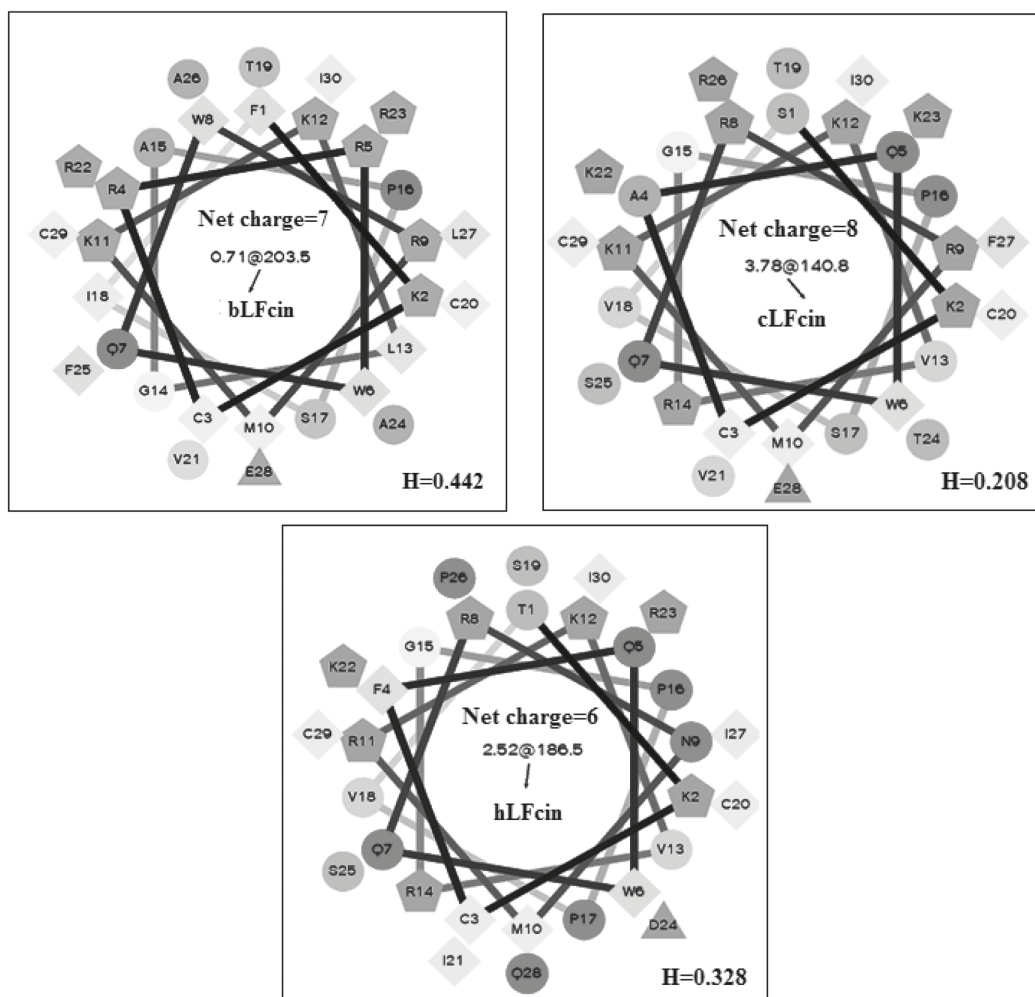 A26 T19 I30
W8 F1 K12 R23
A15 R5
R22 R4 P16
Net charge=7
C29 K11 R9 L27
0.71@203.5
I18 bLFcin K2 C20
Q7 L13
F25 G14 W6
C3 M10 S17 A24
V21 E28
H=0.442
R26 T19 I30
R8 S1 K12 K23
G15 Q5
K22 A4 P16
Net charge=8
C29 K11 R9 F27
3.78@140.8
V18 cLFcin K2 C20
Q7 V13
S25 R14 W6
C3 M10 S17 T24
V21 E28
H=0.208
P26 S19 I30
R8 T1 K12 R23
G15 Q5
K22 F4 P16
Net charge=6
C29 R11 N9 I27
2.52@186.5
V18 hLFcin K2 C20
Q7 V13
S25 R14 W6
C3 M10 P17 D24
I21 Q28
H=0.328